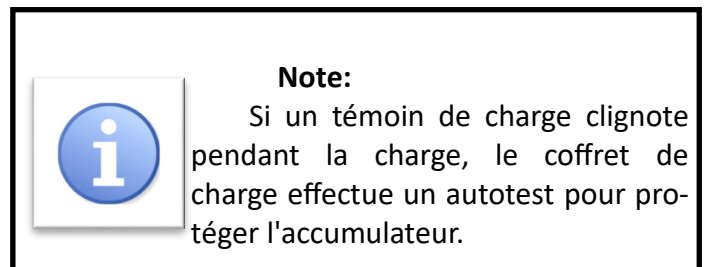 Note:
Si un témoin de charge clignote
pendant la charge, le coffret de
charge effectue un autotest pour pro-
téger l'accumulateur.